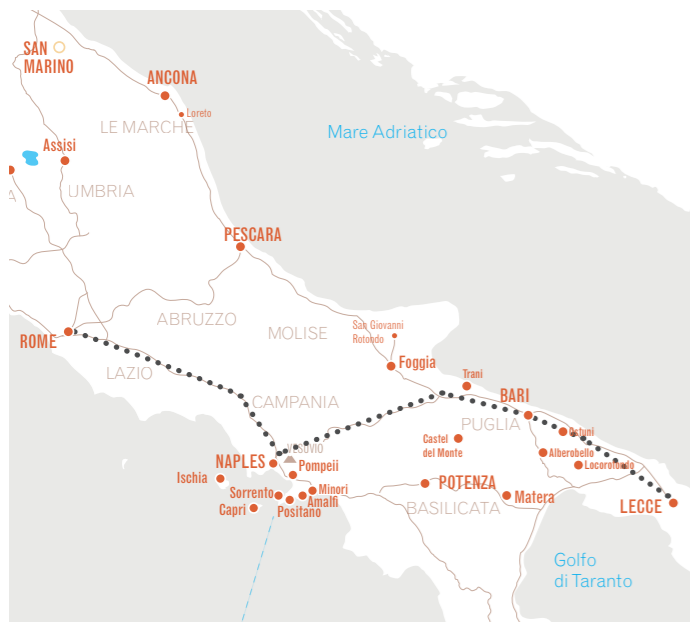 SAN
MARINO
ANCONA
Loreto
LE MARCHE
Mare Adriatico
Assisi
A
UMBRIA
PESCARA
ABRUZZO
MOLISE
San Giovanni
Rotondo
ROME
Foggia
LAZIO
Trani
CAMPANIA
BARI
PUGLIA
Ostuni
Castel
del Monte
VESUVIO
Alberobello
NAPLES
Pompeii
Locorotondo
Ischia
POTENZA
Minori
Sorrento
Matera
Amalfi
Capri
Positano
BASILICATA
LECCE
Golfo
di Taranto